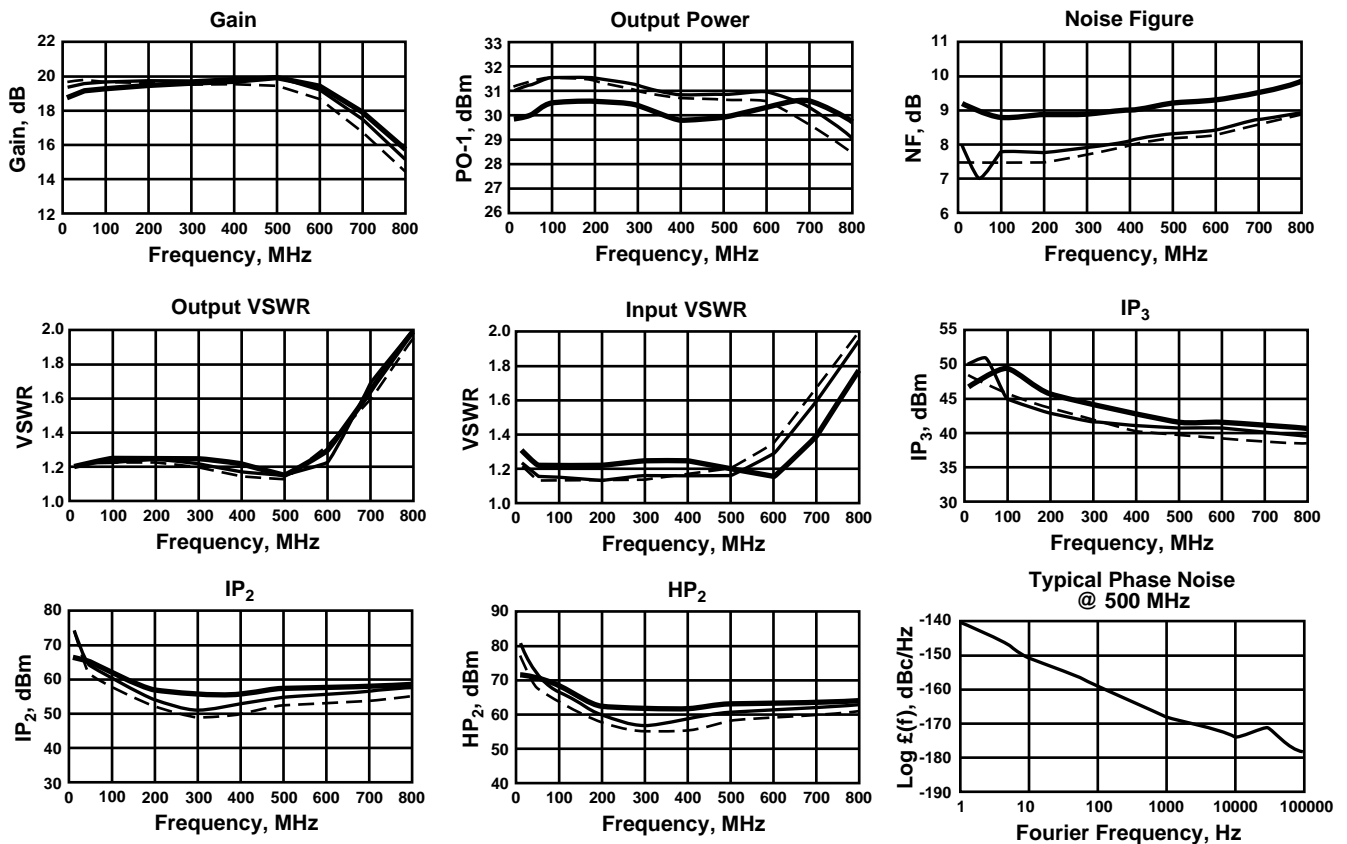 Gain
22
20
18
16
14
12
Gain, dB
0 100 200 300 400 500 600 700 800
Frequency, MHz
Output Power
33
32
31
30
29
28
27
26
PO-1, dBm
0 100 200 300 400 500 600 700 800
Frequency, MHz
Noise Figure
11
10
9
8
7
6
NF, dB
0 100 200 300 400 500 600 700 800
Frequency, MHz
Output VSWR
2.0
1.8
1.6
1.4
1.2
1.0
VSWR
0 100 200 300 400 500 600 700 800
Frequency, MHz
Input VSWR
2.0
1.8
1.6
1.4
1.2
1.0
VSWR
0 100 200 300 400 500 600 700 800
Frequency, MHz
IP3
55
50
45
40
35
30
IP3, dBm
0 100 200 300 400 500 600 700 800
Frequency, MHz
IP2
80
70
60
50
40
30
IP2, dBm
0 100 200 300 400 500 600 700 800
Frequency, MHz
HP2
90
80
70
60
50
40
HP2, dBm
0 100 200 300 400 500 600 700 800
Frequency, MHz
Typical Phase Noise
@ 500 MHz
-140
-150
-160
-170
-180
-190
Log £(f), dBc/Hz
1 10 100 1000 10000 100000
Fourier Frequency, Hz